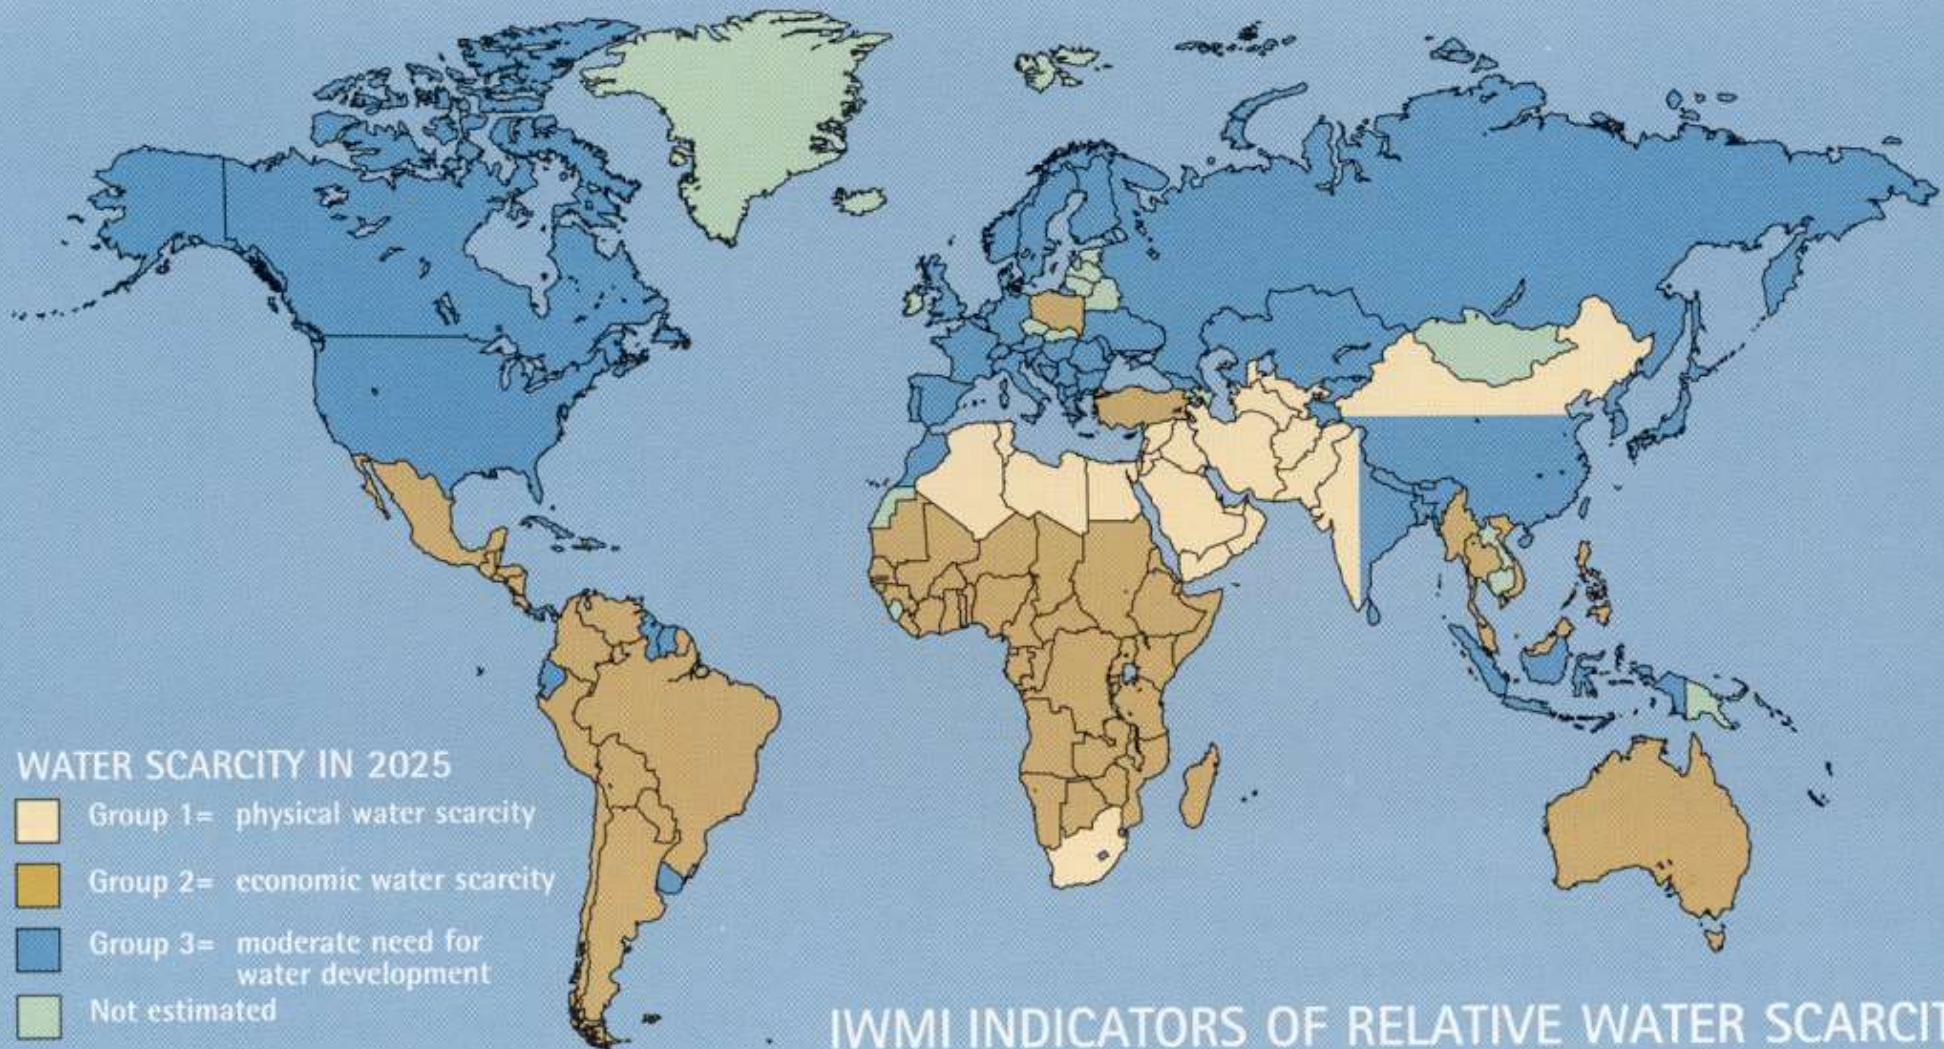 WATER SCARCITY IN 2025
Group 1= physical water scarcity
Group 2= economic water scarcity
Group 3= moderate need for
water development
Not estimated
IWMI INDICATORS OF RELATIVE WATER SCARCIT